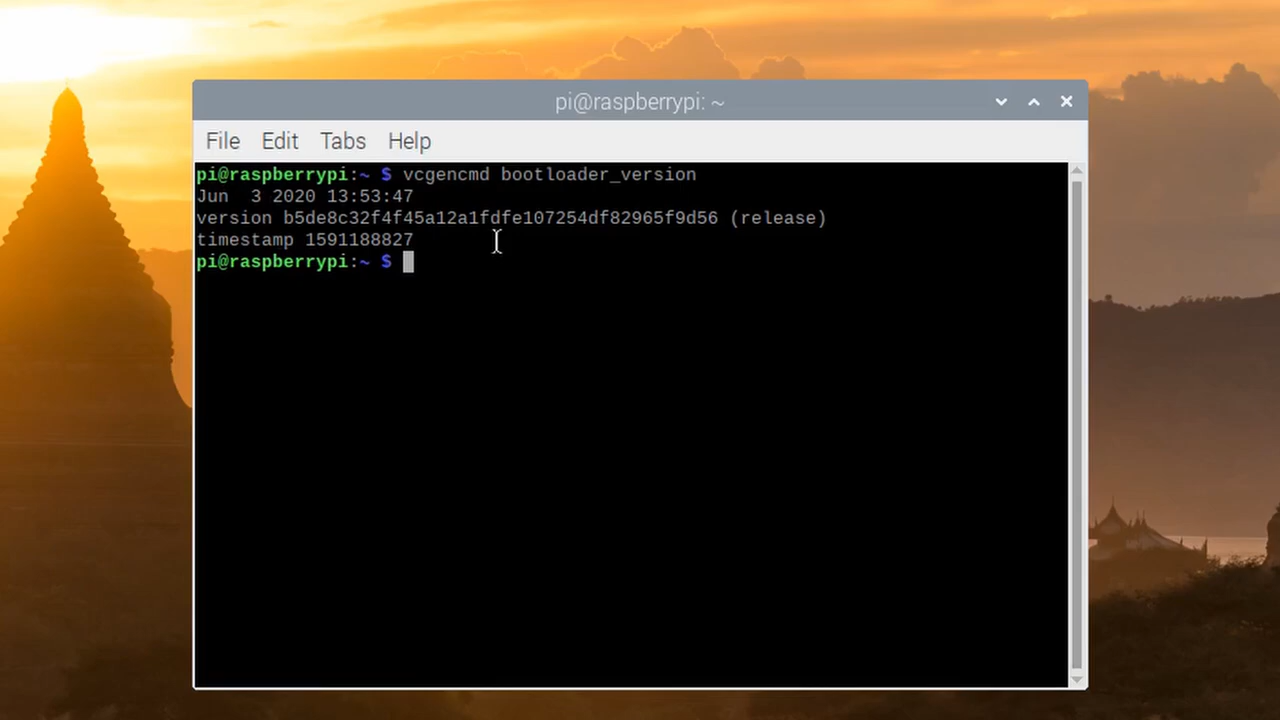 pi@raspberrypi: ~
File Edit Tabs Help
pi@raspberrypi:~ $ vcgencmd bootloader_version
Jun  3 2020 13:53:47
version b5de8c32f4f45a12a1fdfe107254df82965f9d56 (release)
timestamp 1591188827
pi@raspberrypi:~ $